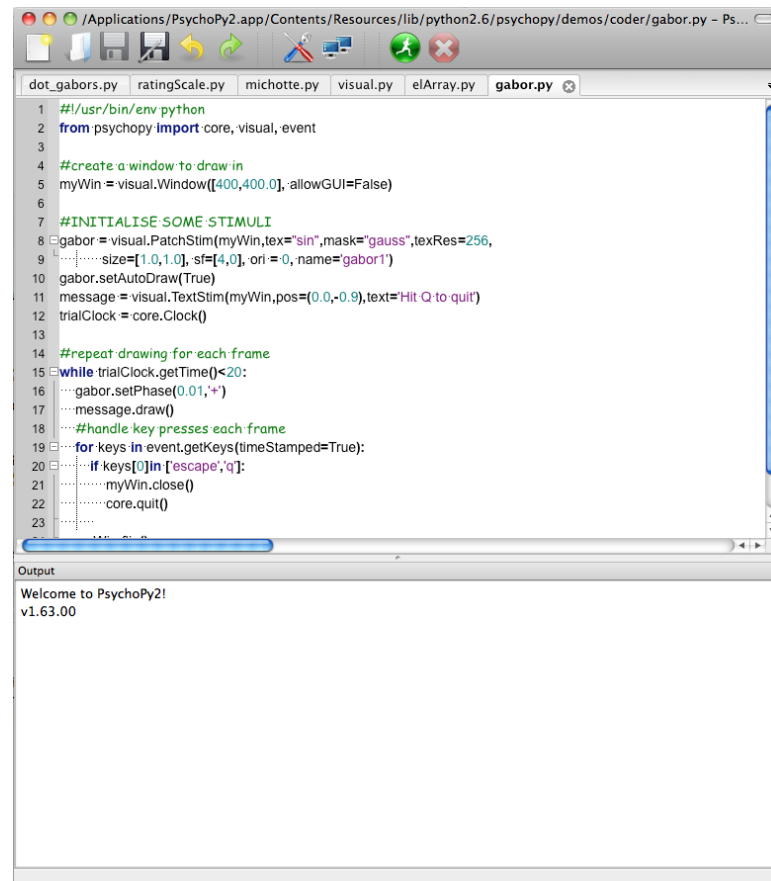 /Applications/PsychoPy2.app/Contents/Resources/lib/python2.6/psychopy/demos/coder/gabor.py – Ps...
dot_gabors.py ratingScale.py michotte.py visual.py elArray.py gabor.py
1 #!/usr/bin/env python
2 from psychopy import core, visual, event
3
4 #create a window to draw in
5 myWin = visual.Window([400,400.0], allowGUI=False)
6
7 #INITIALISE SOME STIMULI
8 gabor = visual.PatchStim(myWin,tex="sin",mask="gauss",texRes=256,
9 size=[1.0,1.0], sf=[4,0], ori = 0, name='gabor1')
10 gabor.setAutoDraw(True)
11 message = visual.TextStim(myWin,pos=(0.0,-0.9),text='Hit Q to quit')
12 trialClock = core.Clock()
13
14 #repeat drawing for each frame
15 while trialClock.getTime()<20:
16 gabor.setPhase(0.01,'+')
17 message.draw()
18 #handle key presses each frame
19 for keys in event.getKeys(timeStamped=True):
20 if keys[0]in ['escape','q']:
21 myWin.close()
22 core.quit()
23
Output
Welcome to PsychoPy2!
v1.63.00